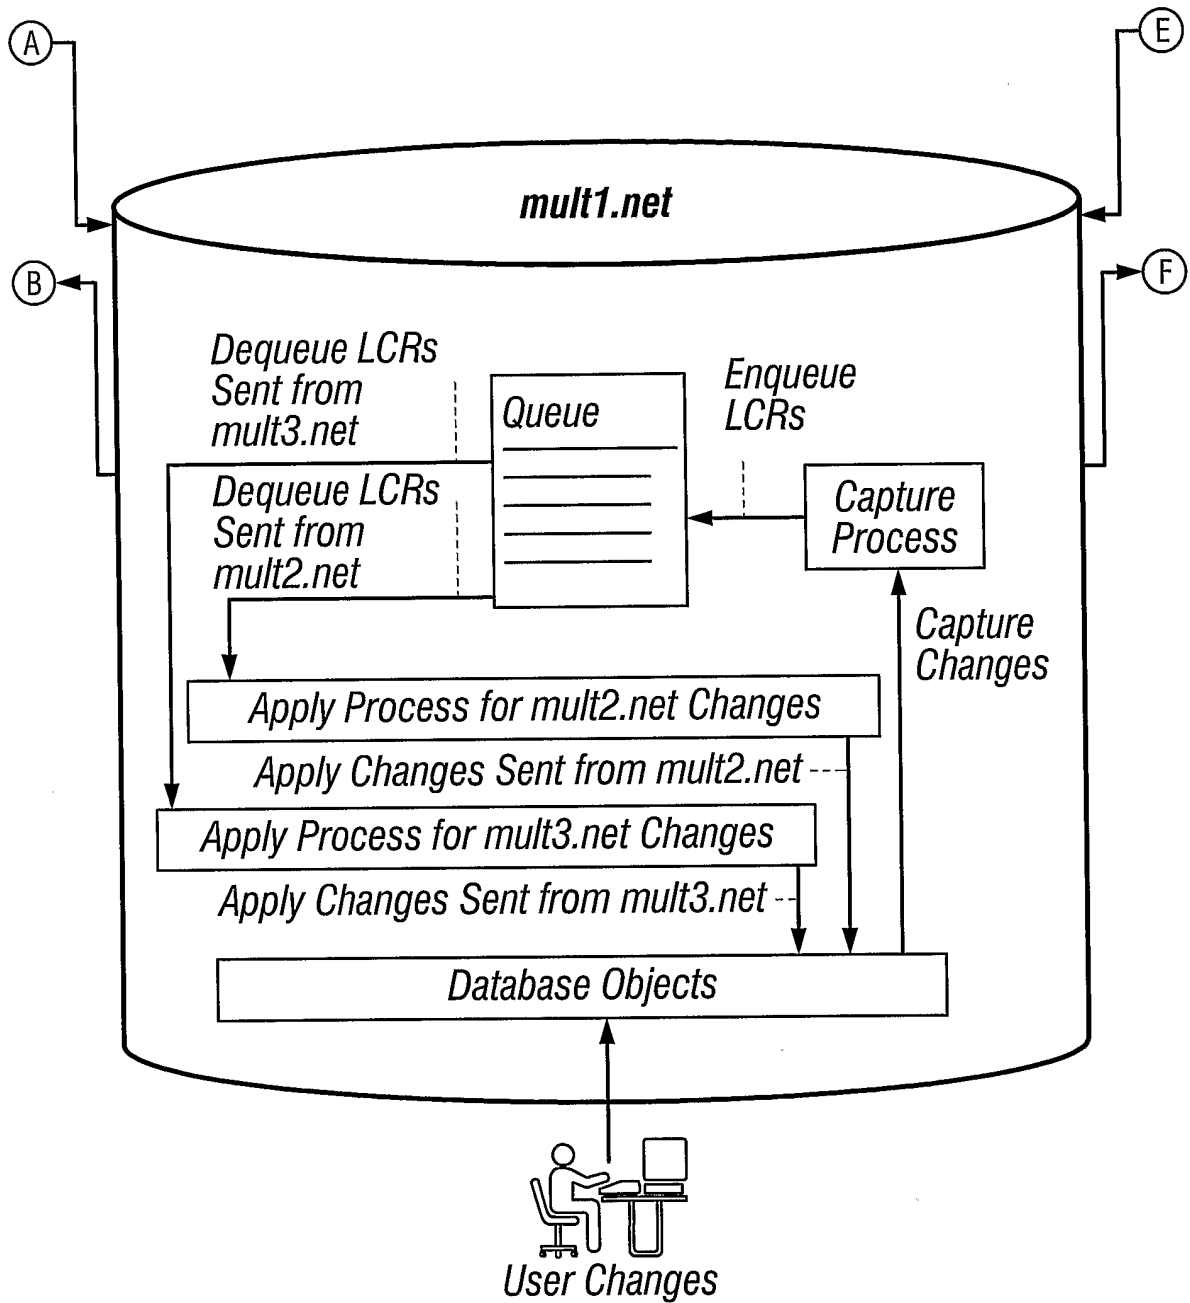 A
E
mult1.net
B
F
Dequeue LCRs
Sent from
mult3.net
Queue
Enqueue
LCRs
Dequeue LCRs
Sent from
mult2.net
Capture
Process
Capture
Changes
Apply Process for mult2.net Changes
Apply Changes Sent from mult2.net
Apply Process for mult3.net Changes
Apply Changes Sent from mult3.net
Database Objects
User Changes